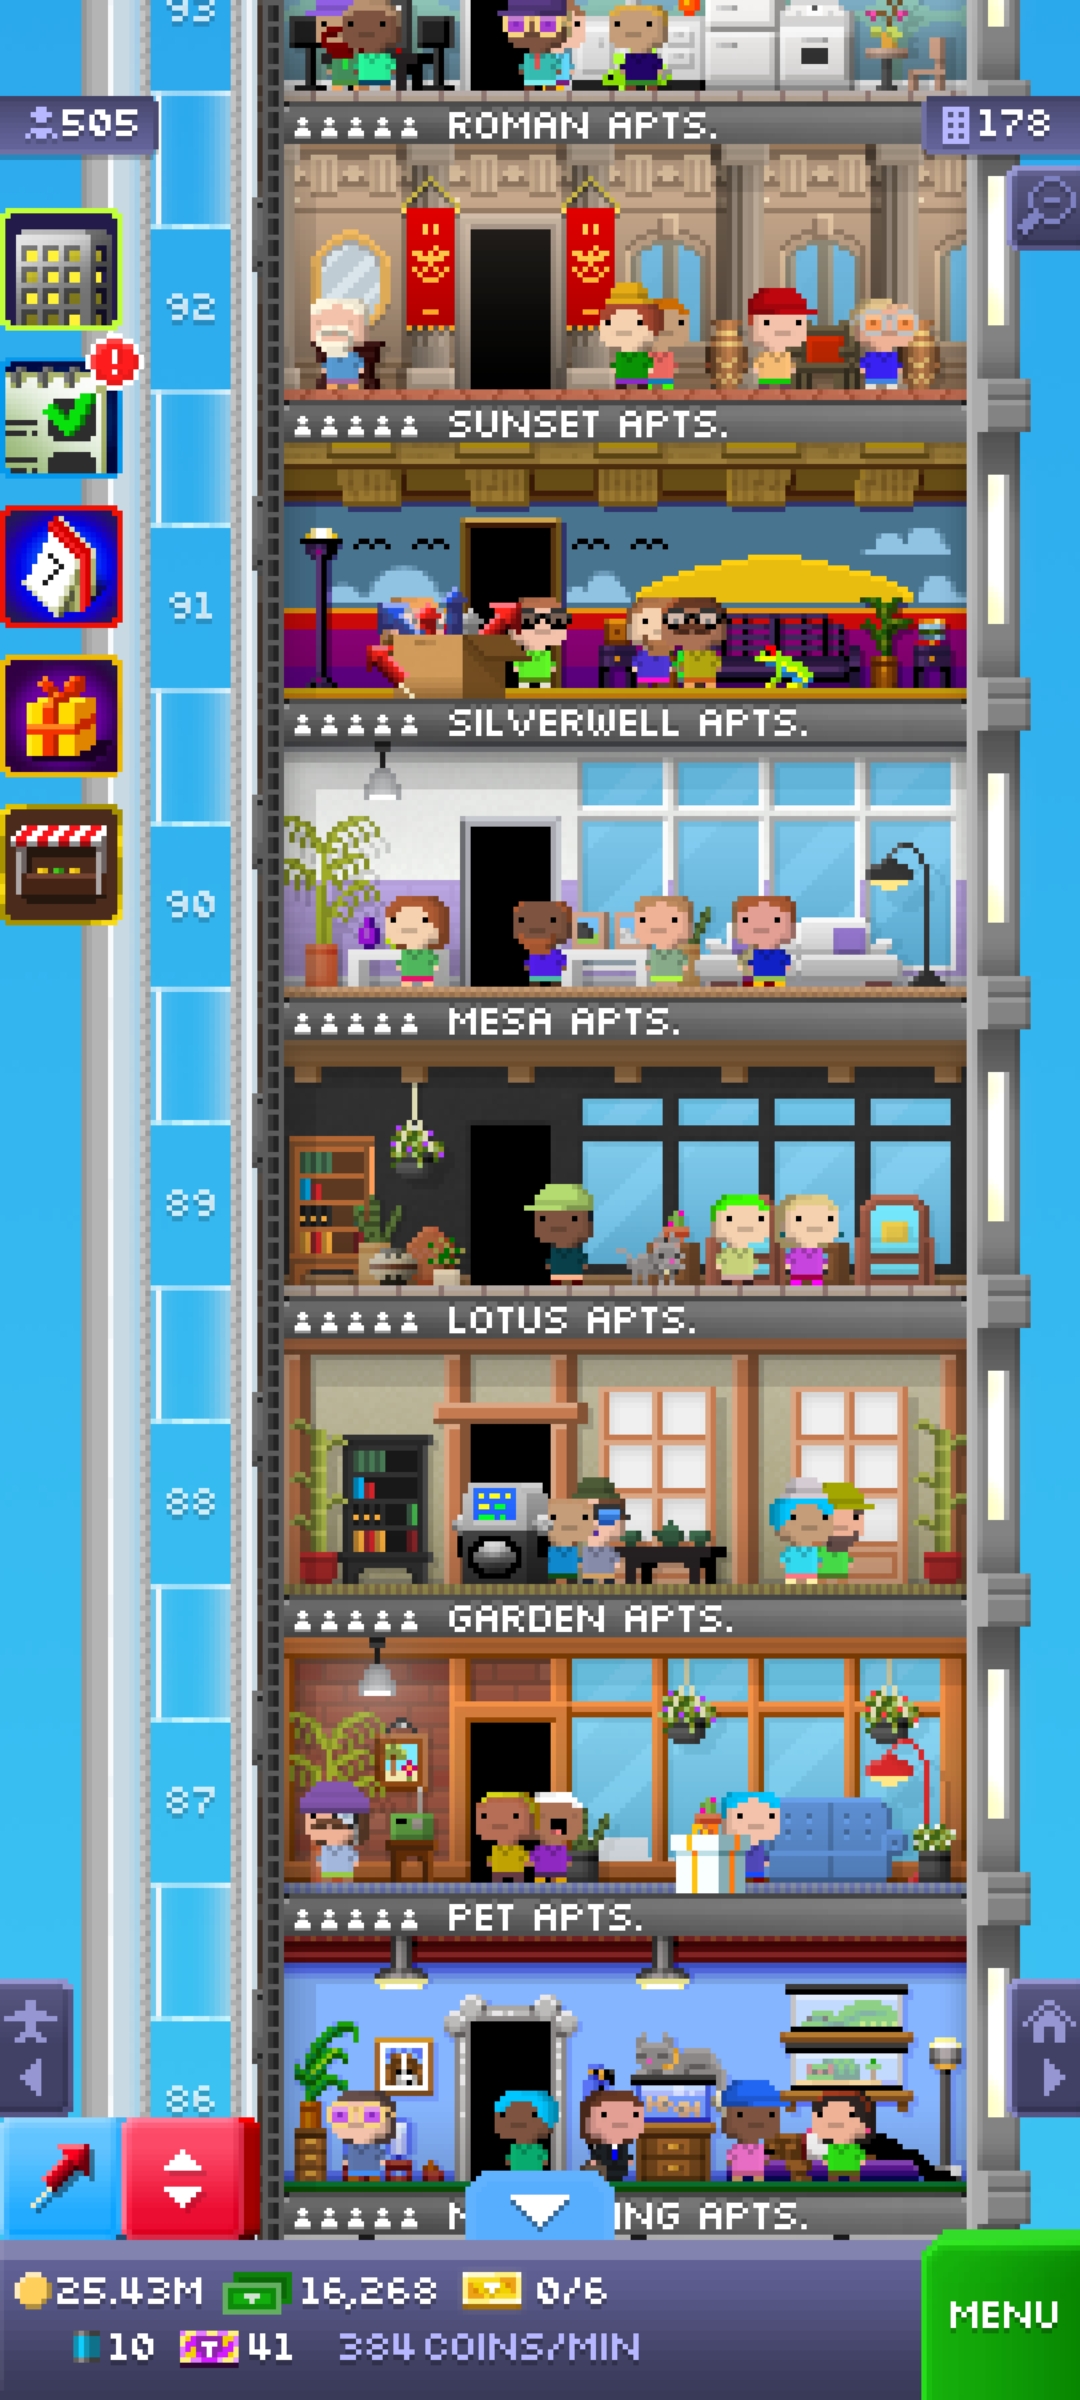 93
505
ROMAN APTS.
178
92
SUNSET APTS.
91
SILVERWELL APTS.
7
90
MESA APTS.
89
LOTUS APTS.
88
GARDEN APTS.
87
PET APTS.
86
ING APTS.
25.43M 16,268 0/6
MENU
10 41 384 COINS/MIN